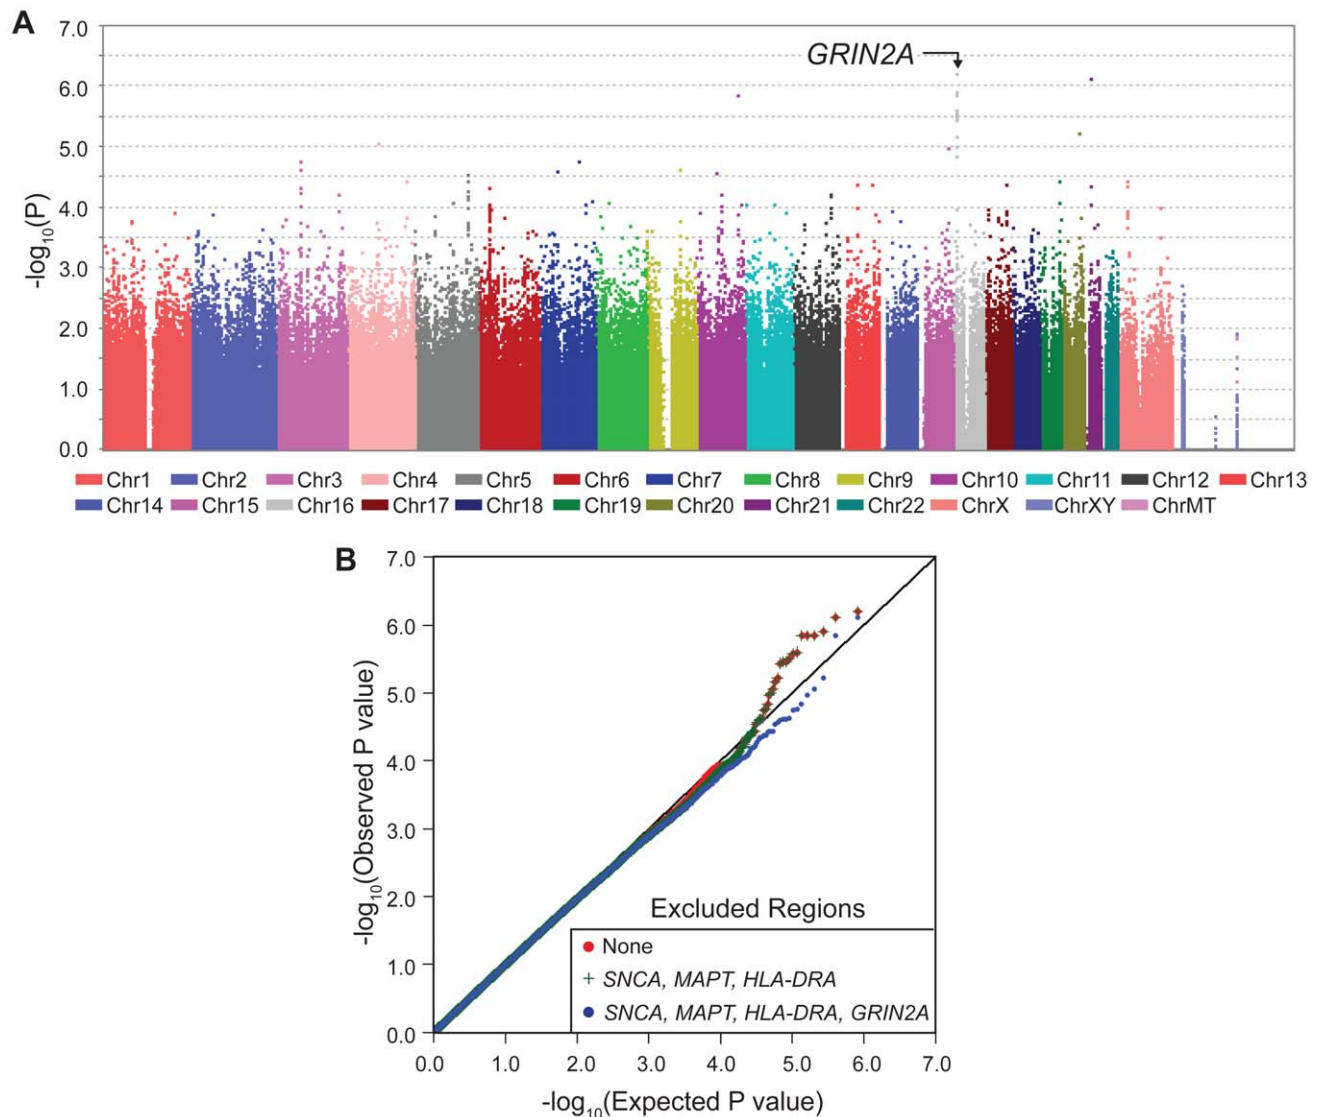 A
7.0
GRIN2A
6.0
5.0
4.0
3.0
2.0
1.0
0.0
-log10(P)
Chr1 Chr2 Chr3 Chr4 Chr5 Chr6 Chr7 Chr8 Chr9 Chr10 Chr11 Chr12 Chr13
Chr14 Chr15 Chr16 Chr17 Chr18 Chr19 Chr20 Chr21 Chr22 ChrX ChrXY ChrMT
B
7.0
6.0
5.0
4.0
3.0
2.0
1.0
0.0
-log10(Observed P value)
Excluded Regions
None
+ SNCA, MAPT, HLA-DRA
SNCA, MAPT, HLA-DRA, GRIN2A
0.0 1.0 2.0 3.0 4.0 5.0 6.0 7.0
-log10(Expected P value)